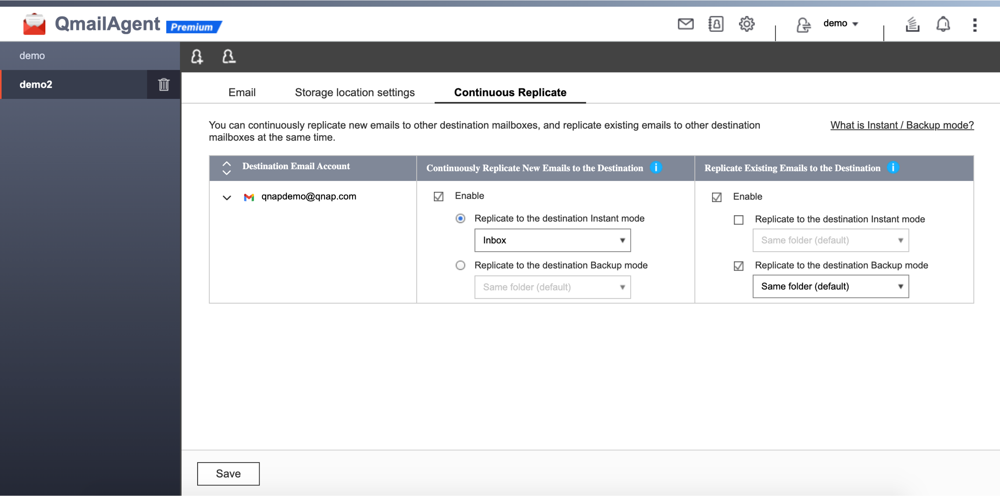 QmailAgent Premium
demo
demo
demo2
Email Storage location settings Continuous Replicate
You can continuously replicate new emails to other destination mailboxes, and replicate existing emails to other destination
mailboxes at the same time.
What is Instant / Backup mode?
Destination Email Account Continuously Replicate New Emails to the Destination i Replicate Existing Emails to the Destination i
qnapdemo@qnap.com
Enable
Replicate to the destination Instant mode
Inbox
Replicate to the destination Backup mode
Same folder (default)
Enable
Replicate to the destination Instant mode
Same folder (default)
Replicate to the destination Backup mode
Same folder (default)
Save